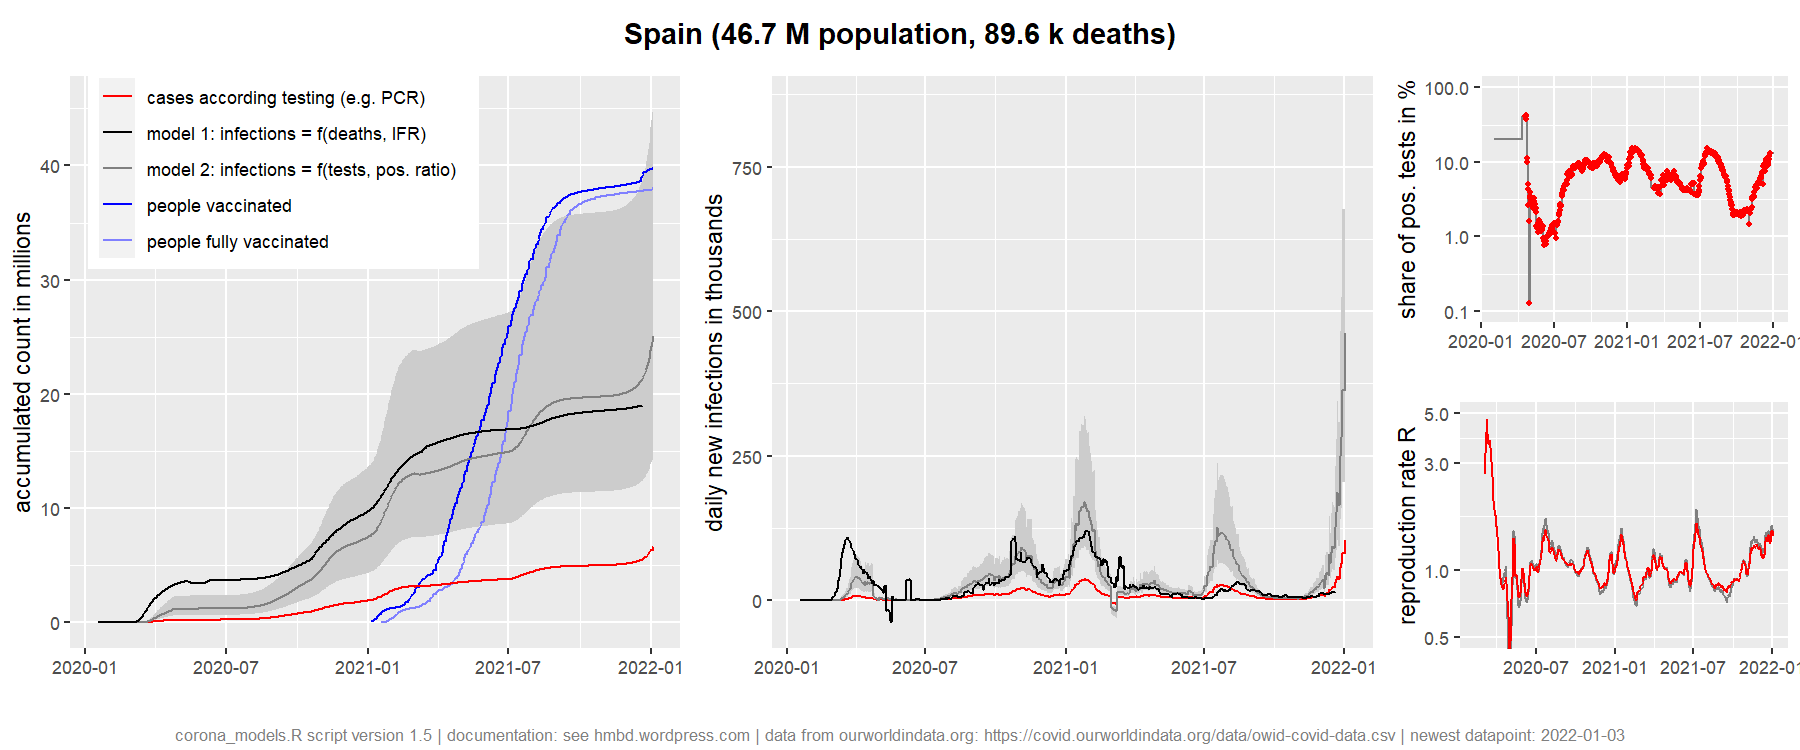 Spain (46.7 M population, 89.6 k deaths)
cases according testing (e.g. PCR)
model 1: infections = f(deaths, IFR)
model 2: infections = f(tests, pos. ratio)
people vaccinated
people fully vaccinated
accumulated count in millions
40
30
20
10
0
2020-01 2020-07 2021-01 2021-07 2022-01
daily new infections in thousands
750
500
250
0
2020-01 2020-07 2021-01 2021-07 2022-01
share of pos. tests in %
100.0
10.0
1.0
0.1
2020-01 2020-07 2021-01 2021-07 2022-01
reproduction rate R
5.0
3.0
1.0
0.5
2020-07 2021-01 2021-07 2022-01
corona_models.R script version 1.5 | documentation: see hmbd.wordpress.com | data from ourworldindata.org: https://covid.ourworldindata.org/data/owid-covid-data.csv | newest datapoint: 2022-01-03